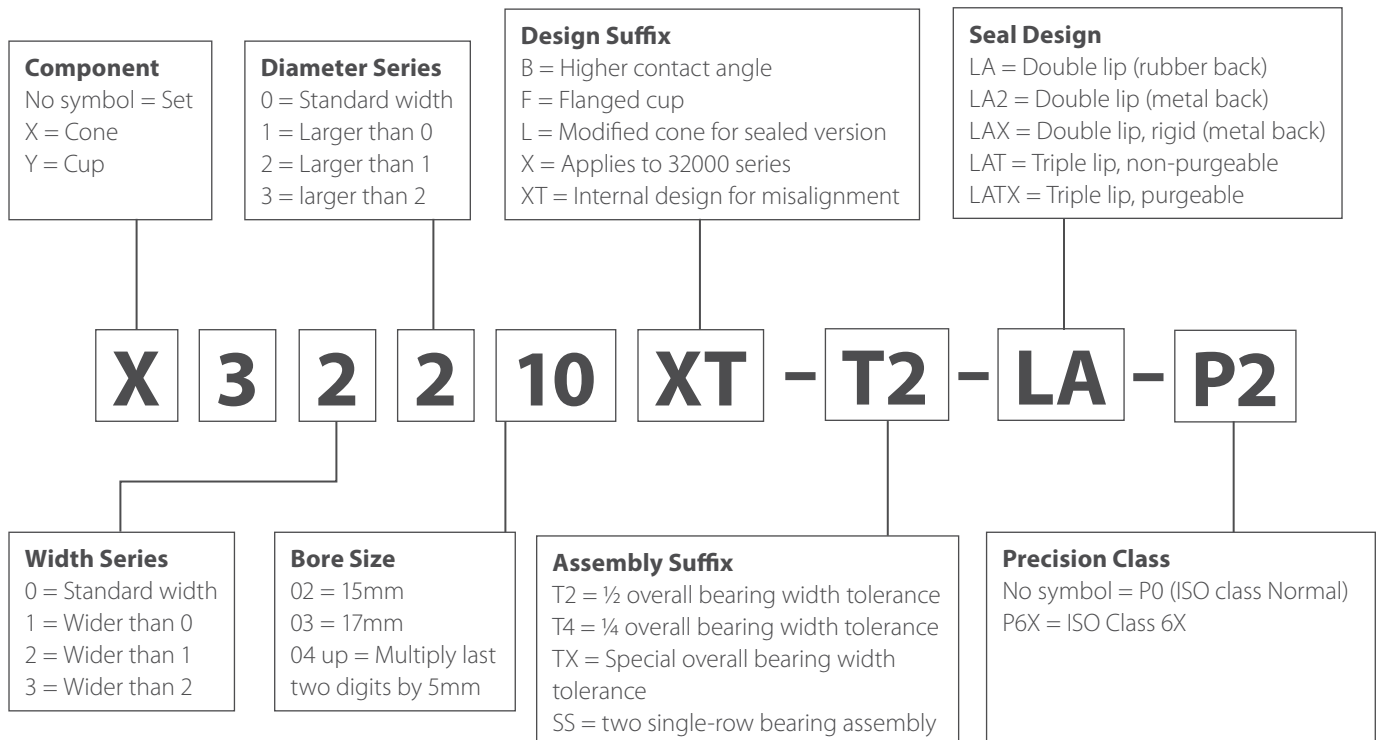 Component
No symbol = Set
X = Cone
Y = Cup
Diameter Series
0 = Standard width
1 = Larger than 0
2 = Larger than 1
3 = larger than 2
Design Suffix
B = Higher contact angle
F = Flanged cup
L = Modified cone for sealed version
X = Applies to 32000 series
XT = Internal design for misalignment
Seal Design
LA = Double lip (rubber back)
LA2 = Double lip (metal back)
LAX = Double lip, rigid (metal back)
LAT = Triple lip, non-purgeable
LATX = Triple lip, purgeable
X 3 2 2 10 XT – T2 – LA – P2
Width Series
0 = Standard width
1 = Wider than 0
2 = Wider than 1
3 = Wider than 2
Bore Size
02 = 15mm
03 = 17mm
04 up = Multiply last
two digits by 5mm
Assembly Suffix
T2 = ½ overall bearing width tolerance
T4 = ¼ overall bearing width tolerance
TX = Special overall bearing width
tolerance
SS = two single-row bearing assembly
Precision Class
No symbol = P0 (ISO class Normal)
P6X = ISO Class 6X